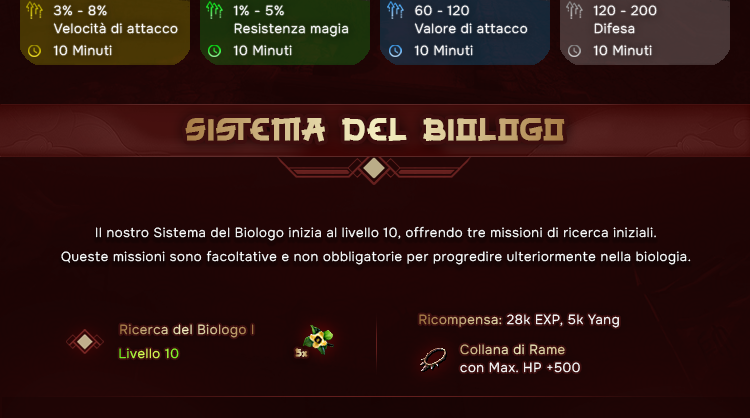 3% - 8%
Velocità di attacco
10 Minuti
1% - 5%
Resistenza magia
10 Minuti
60 - 120
Valore di attacco
10 Minuti
120 - 200
Difesa
10 Minuti
SISTEMA DEL BIOLOGO
Il nostro Sistema del Biologo inizia al livello 10, offrendo tre missioni di ricerca iniziali.
Queste missioni sono facoltative e non obbligatorie per progredire ulteriormente nella biologia.
Ricerca del Biologo I
Livello 10
5x
Ricompensa: 28k EXP, 5k Yang
Collana di Rame
con Max. HP +500